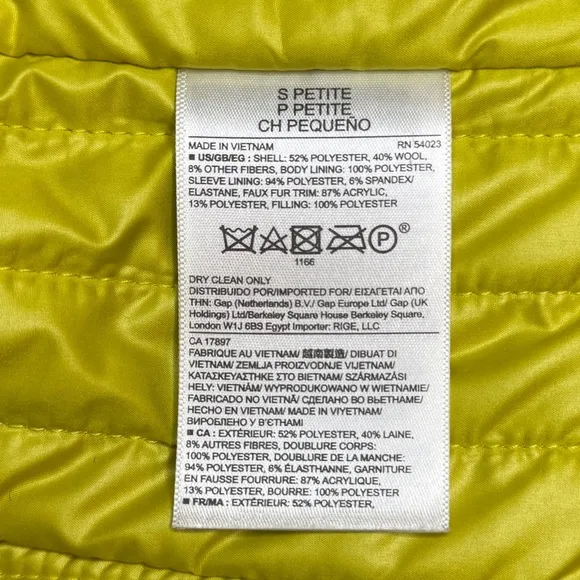 S PETITE
P PETITE
CH PEQUEÑO
MADE IN VIETNAM RN 54023
■ US/GB/EG : SHELL: 52% POLYESTER, 40% WOOL,
8% OTHER FIBERS, BODY LINING: 100% POLYESTER,
SLEEVE LINING: 94% POLYESTER, 6% SPANDEX/
ELASTANE, FAUX FUR TRIM: 87% ACRYLIC,
13% POLYESTER, FILLING: 100% POLYESTER
P
1166
DRY CLEAN ONLY
DISTRIBUIDO POR/IMPORTED FOR/ ΕΙΣΑΓΕΤΑΙ ΑΠΟ
ΤΗΝ: Gap (Netherlands) B.V./ Gap Europe Ltd/ Gap (UK
Holdings) Ltd/Berkeley Square House Berkeley Square,
London W1J 6BS Egypt Importer: RIGE, LLC
CA 17897
FABRIQUÉ AU VIETNAM/ 越南製造/ DIBUAT DI
VIETNAM/ ZEMLJA PROIZVODNJE VIJETNAM/
ΚΑΤΑΣΚΕΥΑΣΤΗΚΕ ΣΤΟ ΒΙΕΤΝΑΜ/ SZÁRMAZÁSI
HELY: VIETNÁM/ WYPRODUKOWANO W WIETNAMIE/
FABRICADO NO VIETNÃ/ СДЕЛАНО ВО ВЬЕТНАМЕ/
HECHO EN VIETNAM/ MADE IN VİYETNAM/
ВИРОБЛЕНО У В'ЄТНАМІ
■ CA : EXTÉRIEUR: 52% POLYESTER, 40% LAINE,
8% AUTRES FIBRES, DOUBLURE CORPS:
100% POLYESTER, DOUBLURE DE LA MANCHE:
94% POLYESTER, 6% ÉLASTHANNE, GARNITURE
EN FAUSSE FOURRURE: 87% ACRYLIQUE,
13% POLYESTER, BOURRE: 100% POLYESTER
■ FR/MA : EXTÉRIEUR: 52% POLYESTER,